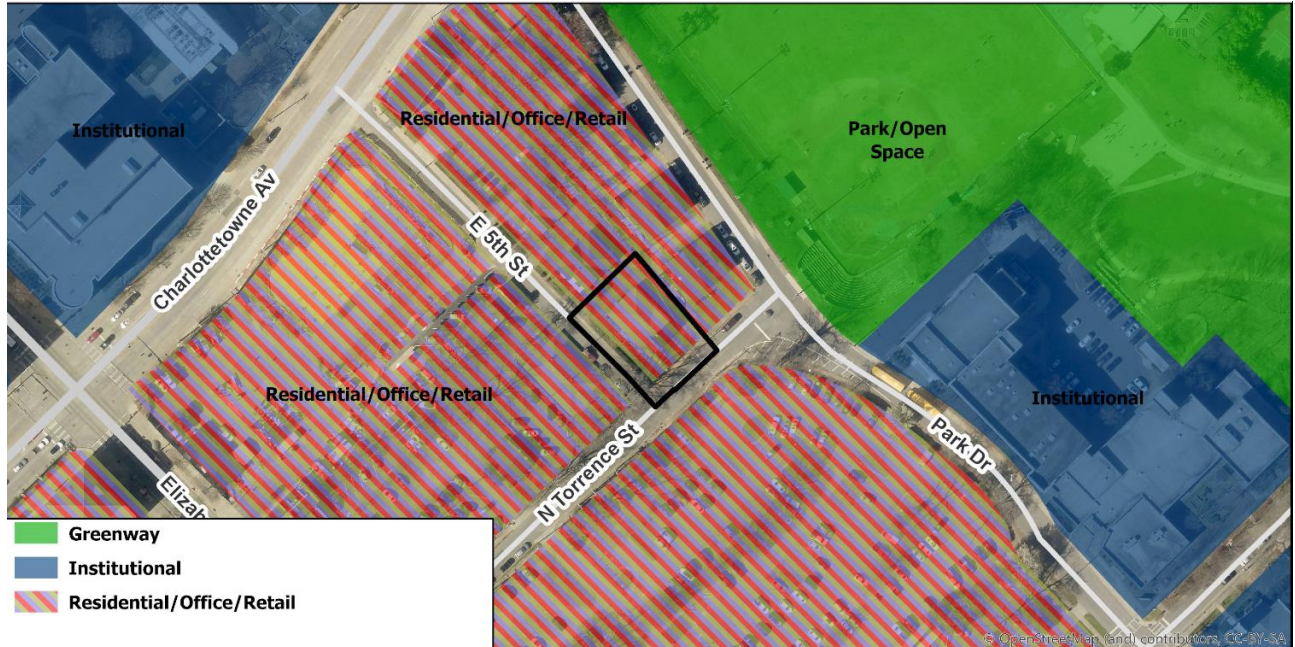 Institutional
Residential/Office/Retail
Park/Open
Space
Charlottetowne Av
E 5th St
Residential/Office/Retail
Institutional
Park Dr
N Torrence St
Elizab
Greenway
Institutional
Residential/Office/Retail
© OpenStreetMap (and) contributors, CC-BY-SA